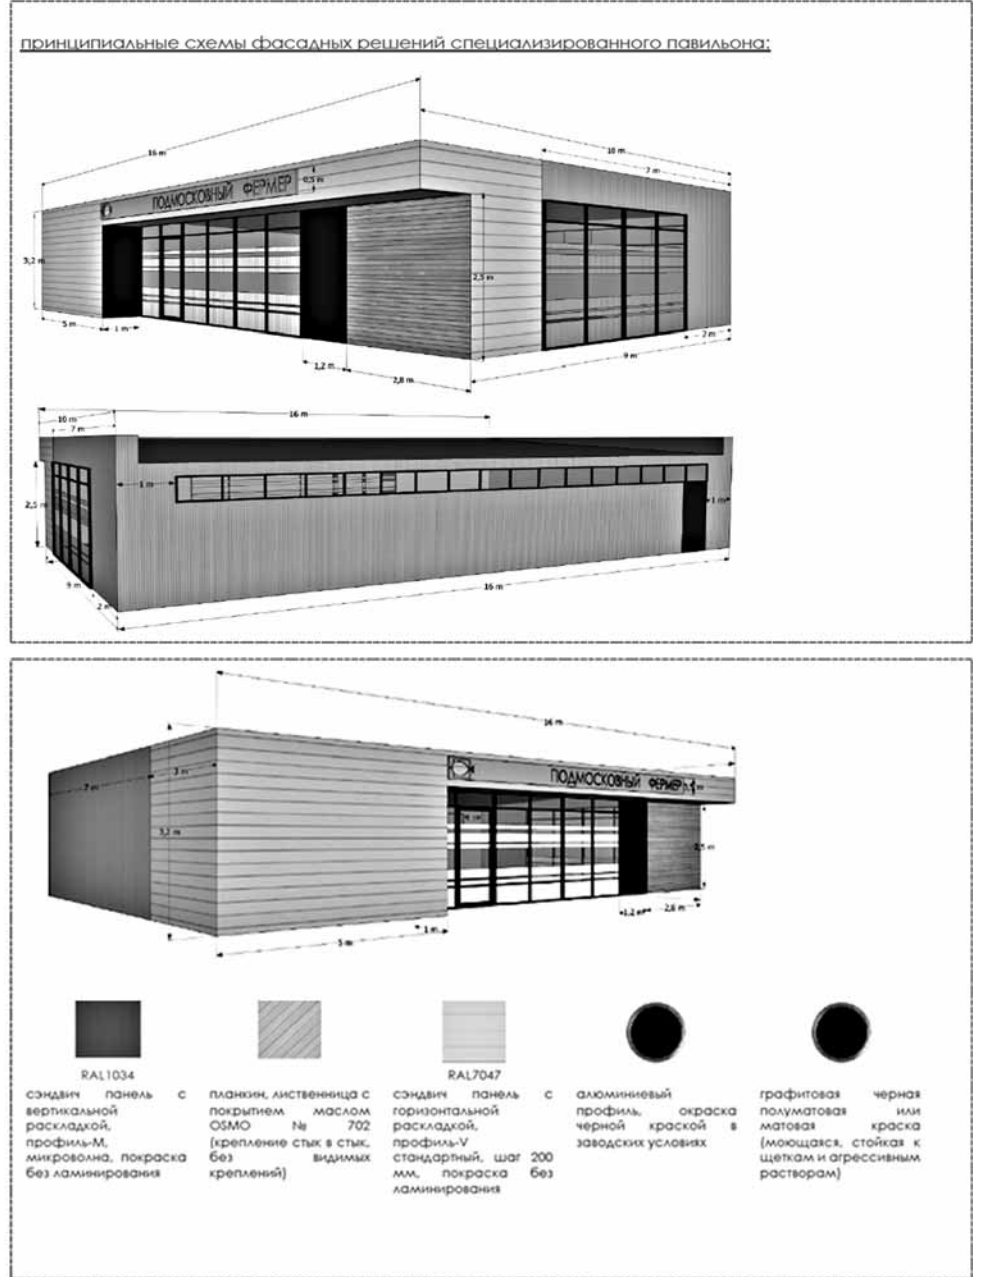 принципиальные схемы фасадных решений специализированного павильона:
16 m
10 m
7 m
0,5 m
ПОДМОСКОВНЫЙ ФЕРМЕР
3,2 m
2,5 m
5 m
1 m
1,2 m
2,8 m
9 m
2 m
10 m
16 m
7 m
1 m
1 m
2,5 m
9 m
2 m
16 m
16 m
3 m
7 m
ПОДМОСКОВНЫЙ ФЕРМЕР
3,2 m
5 m
1 m
1,2 m
RAL1034
RAL7047
сэндвич панель с
вертикальной
раскладкой,
профиль-М,
микроволна, покраска
без ламинирования
планкин, лиственница с
покрытием маслом
OSMO № 702
(крепление стык в стык,
без видимых
креплений)
сэндвич панель с
горизонтальной
раскладкой,
профиль-V
стандартный, шаг 200
мм, покраска без
ламинирования
алюминиевый
профиль, окраска
черной краской в
заводских условиях
графитовая черная
полуматовая или
матовая краска
(моющаяся, стойкая к
щеткам и агрессивным
растворам)